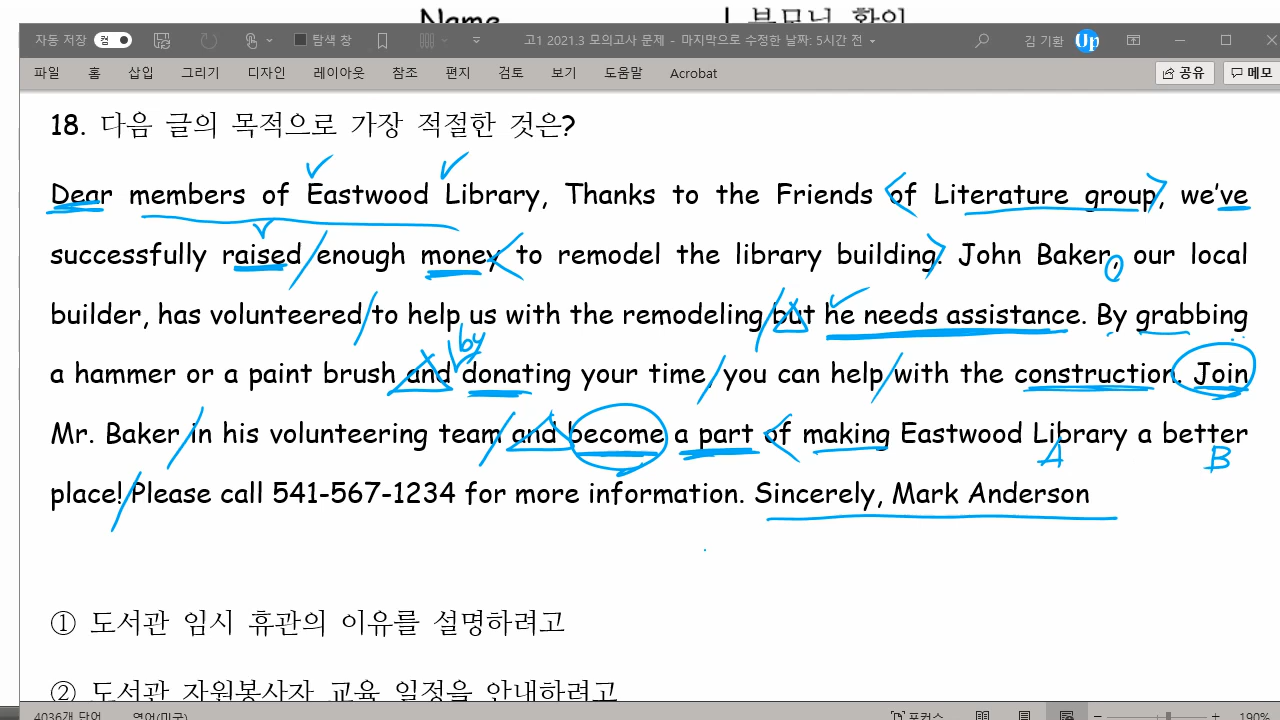 Name
부모님 확인
자동 저장 컴 탐색 창 고1 2021.3 모의고사 문제 - 마지막으로 수정한 날짜: 5시간 전 김 기환 Up
파일 홈 삽입 그리기 디자인 레이아웃 참조 편지 검토 보기 도움말 Acrobat 공유 메모
18. 다음 글의 목적으로 가장 적절한 것은?
Dear members of Eastwood Library, Thanks to the Friends of Literature group, we've
successfully raised enough money to remodel the library building. John Baker, our local
builder, has volunteered to help us with the remodeling but he needs assistance. By grabbing
by
a hammer or a paint brush and donating your time, you can help with the construction. Join
Mr. Baker in his volunteering team and become a part of making Eastwood Library a better
A B
place! Please call 541-567-1234 for more information. Sincerely, Mark Anderson
① 도서관 임시 휴관의 이유를 설명하려고
② 도서관 자원봉사자 교육 일정을 안내하려고
4036개 단어 영어(미국) 포커스 190%